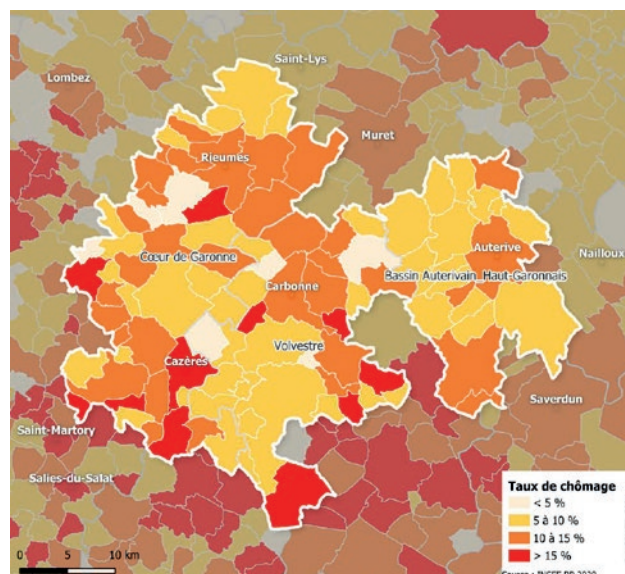 Saint-Lys
Lombez
Muret
Rieumes
Auterive
Nailloux
Cœur de Garonne
Bassin Auterivain Haut-Garonnais
Carbonne
Volvestre
Cazères
Saverdun
Saint-Martory
Salies-du-Salat
Taux de chômage
< 5 %
5 à 10 %
10 à 15 %
> 15 %
0 5 10 km